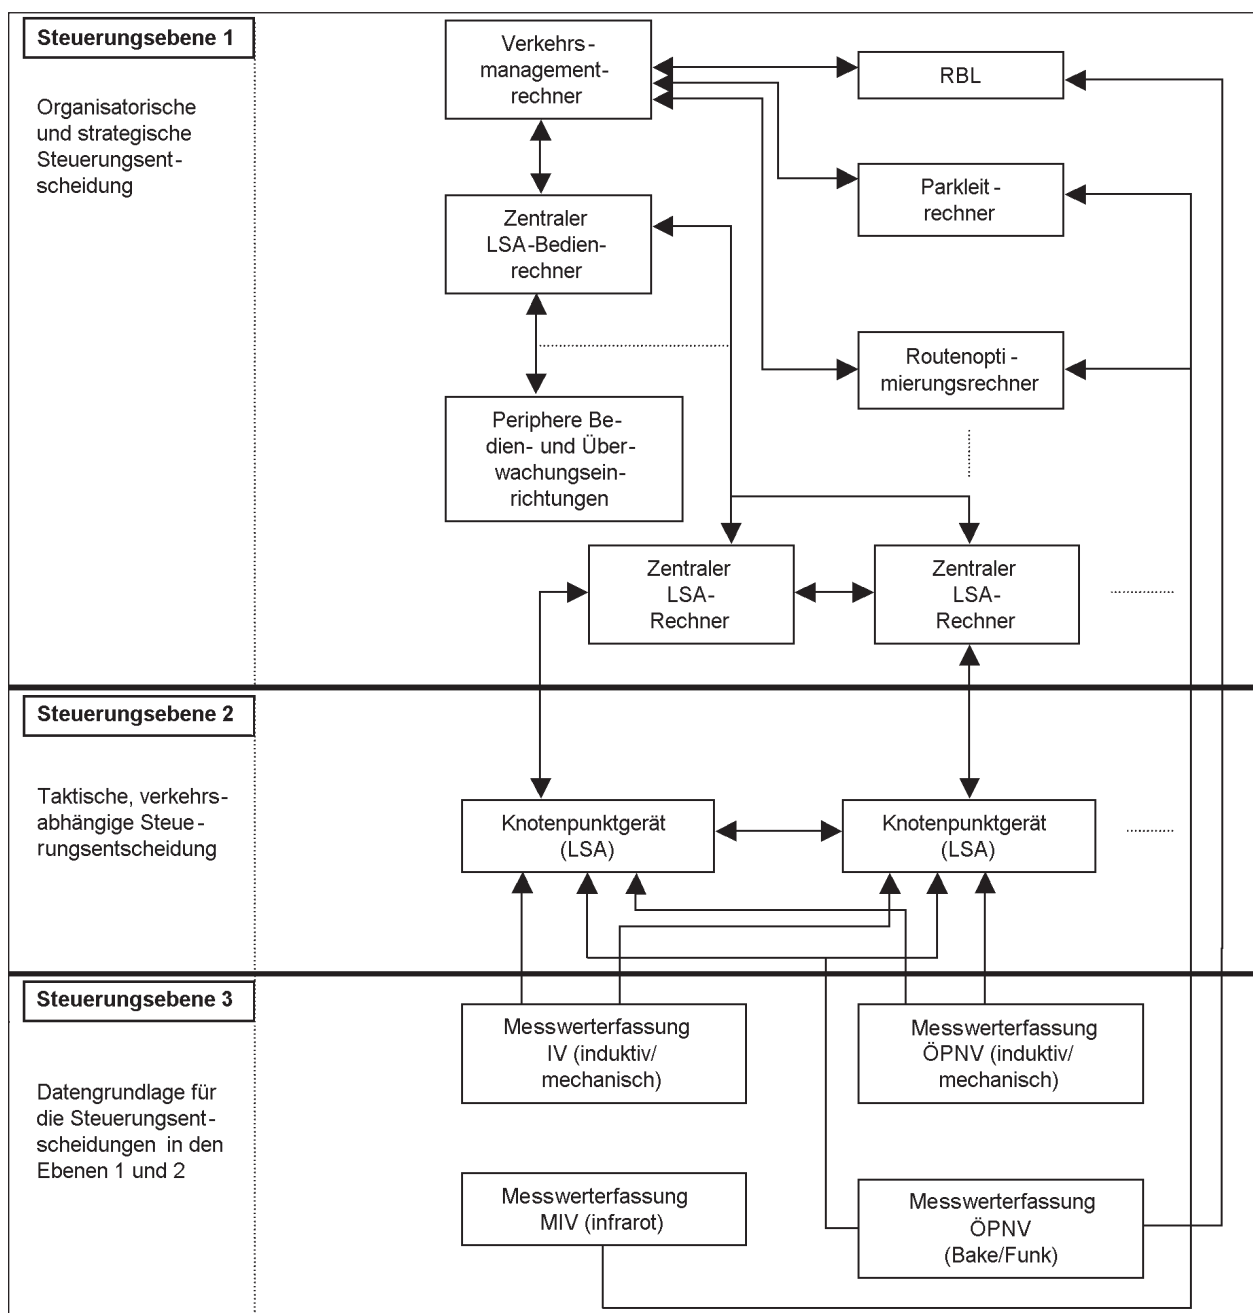 Steuerungsebene 1
Organisatorische
und strategische
Steuerungsent-
scheidung
Verkehrs-
management-
rechner
RBL
Parkleit-
rechner
Zentraler
LSA-Bedien-
rechner
Routenopti-
mierungsrechner
Periphere Be-
dien- und Über-
wachungsein-
richtungen
Zentraler
LSA-
Rechner
Zentraler
LSA-
Rechner
Steuerungsebene 2
Taktische, verkehrs-
abhängige Steue-
rungsentscheidung
Knotenpunktgerät
(LSA)
Knotenpunktgerät
(LSA)
Steuerungsebene 3
Datengrundlage für
die Steuerungsent-
scheidungen in den
Ebenen 1 und 2
Messwerterfassung
IV (induktiv/
mechanisch)
Messwerterfassung
ÖPNV (induktiv/
mechanisch)
Messwerterfassung
MIV (infrarot)
Messwerterfassung
ÖPNV
(Bake/Funk)